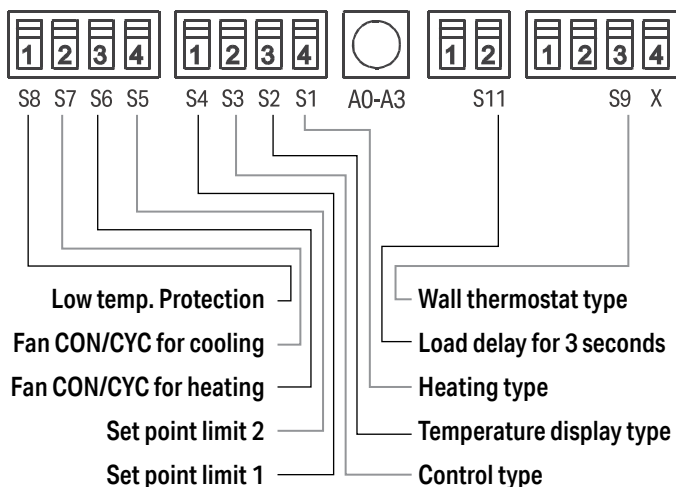 1 2 3 4 1 2 3 4 1 2 1 2 3 4
S8 S7 S6 S5 S4 S3 S2 S1 A0-A3 S11 S9 X
Low temp. Protection Wall thermostat type
Fan CON/CYC for cooling Load delay for 3 seconds
Fan CON/CYC for heating Heating type
Set point limit 2 Temperature display type
Set point limit 1 Control type